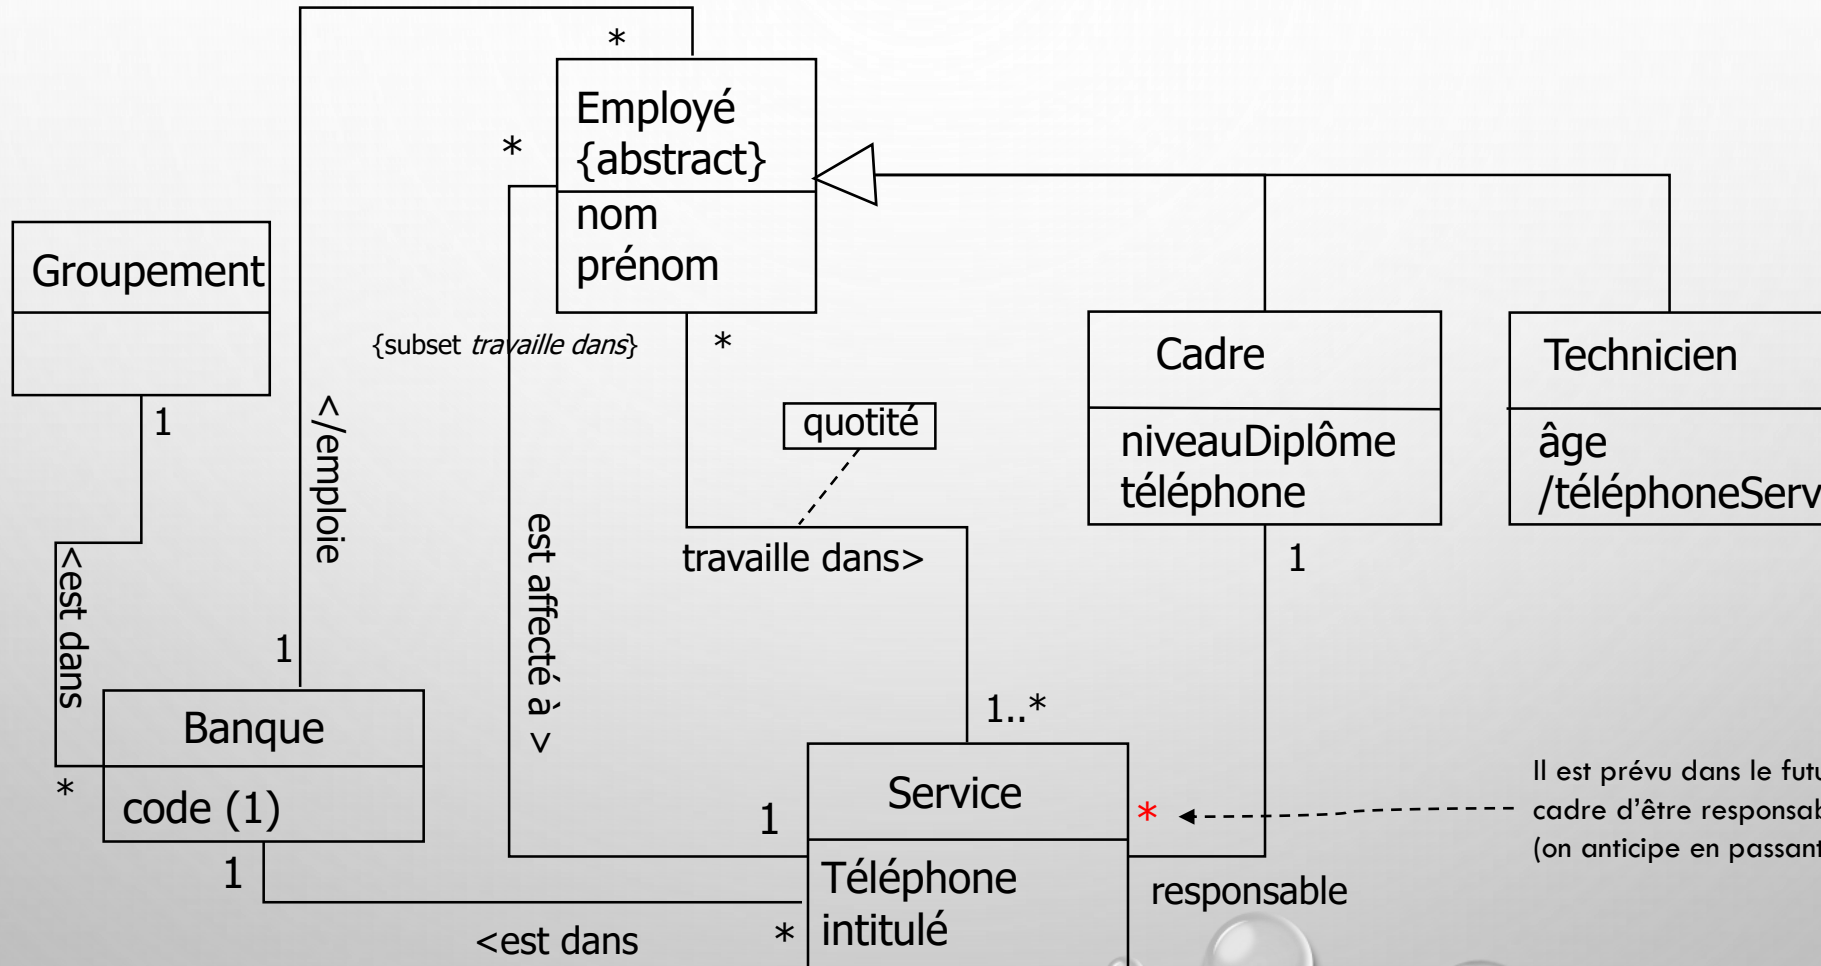 *
Employé
{abstract}
nom
prénom
*
Groupement
{subset travaille dans}
*
Cadre
niveauDiplôme
téléphone
Technicien
âge
/téléphoneServ
1
</emploie
quotité
est affecté à >
travaille dans>
1
<est dans
1
1..*
Banque
code (1)
*
1
Service
Téléphone
intitulé
*
Il est prévu dans le futu
cadre d’être responsab
(on anticipe en passant
1
responsable
<est dans
*